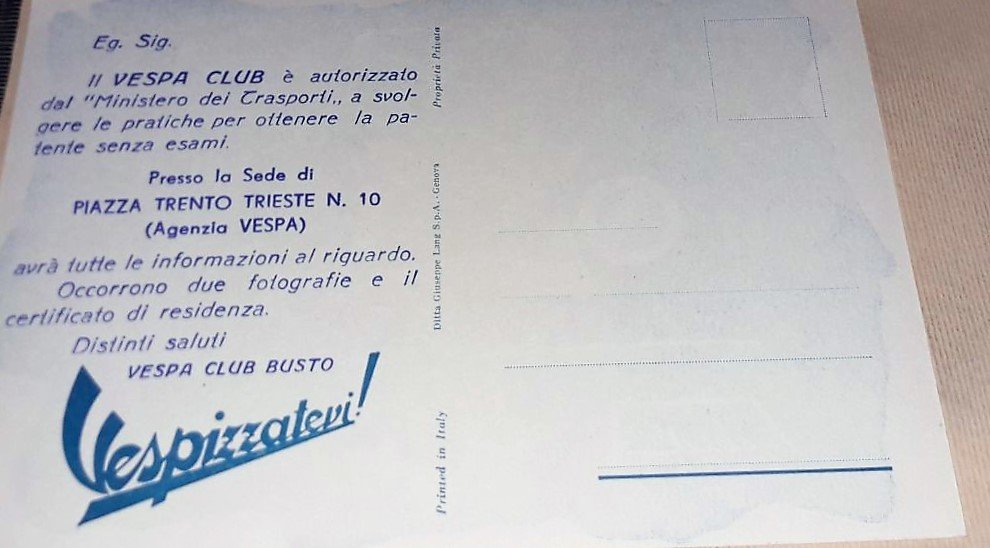 Eg. Sig.
Il VESPA CLUB è autorizzato
dal "Ministero dei Trasporti,, a svol-
gere le pratiche per ottenere la pa-
tente senza esami.
Presso la Sede di
PIAZZA TRENTO TRIESTE N. 10
(Agenzia VESPA)
avrà tutte le informazioni al riguardo.
Occorrono due fotografie e il
certificato di residenza.
Distinti saluti
VESPA CLUB BUSTO
Vespizzatevi!
Proprietà Privata
Ditta Giuseppe Lang S.p.A. - Genova
Printed in Italy